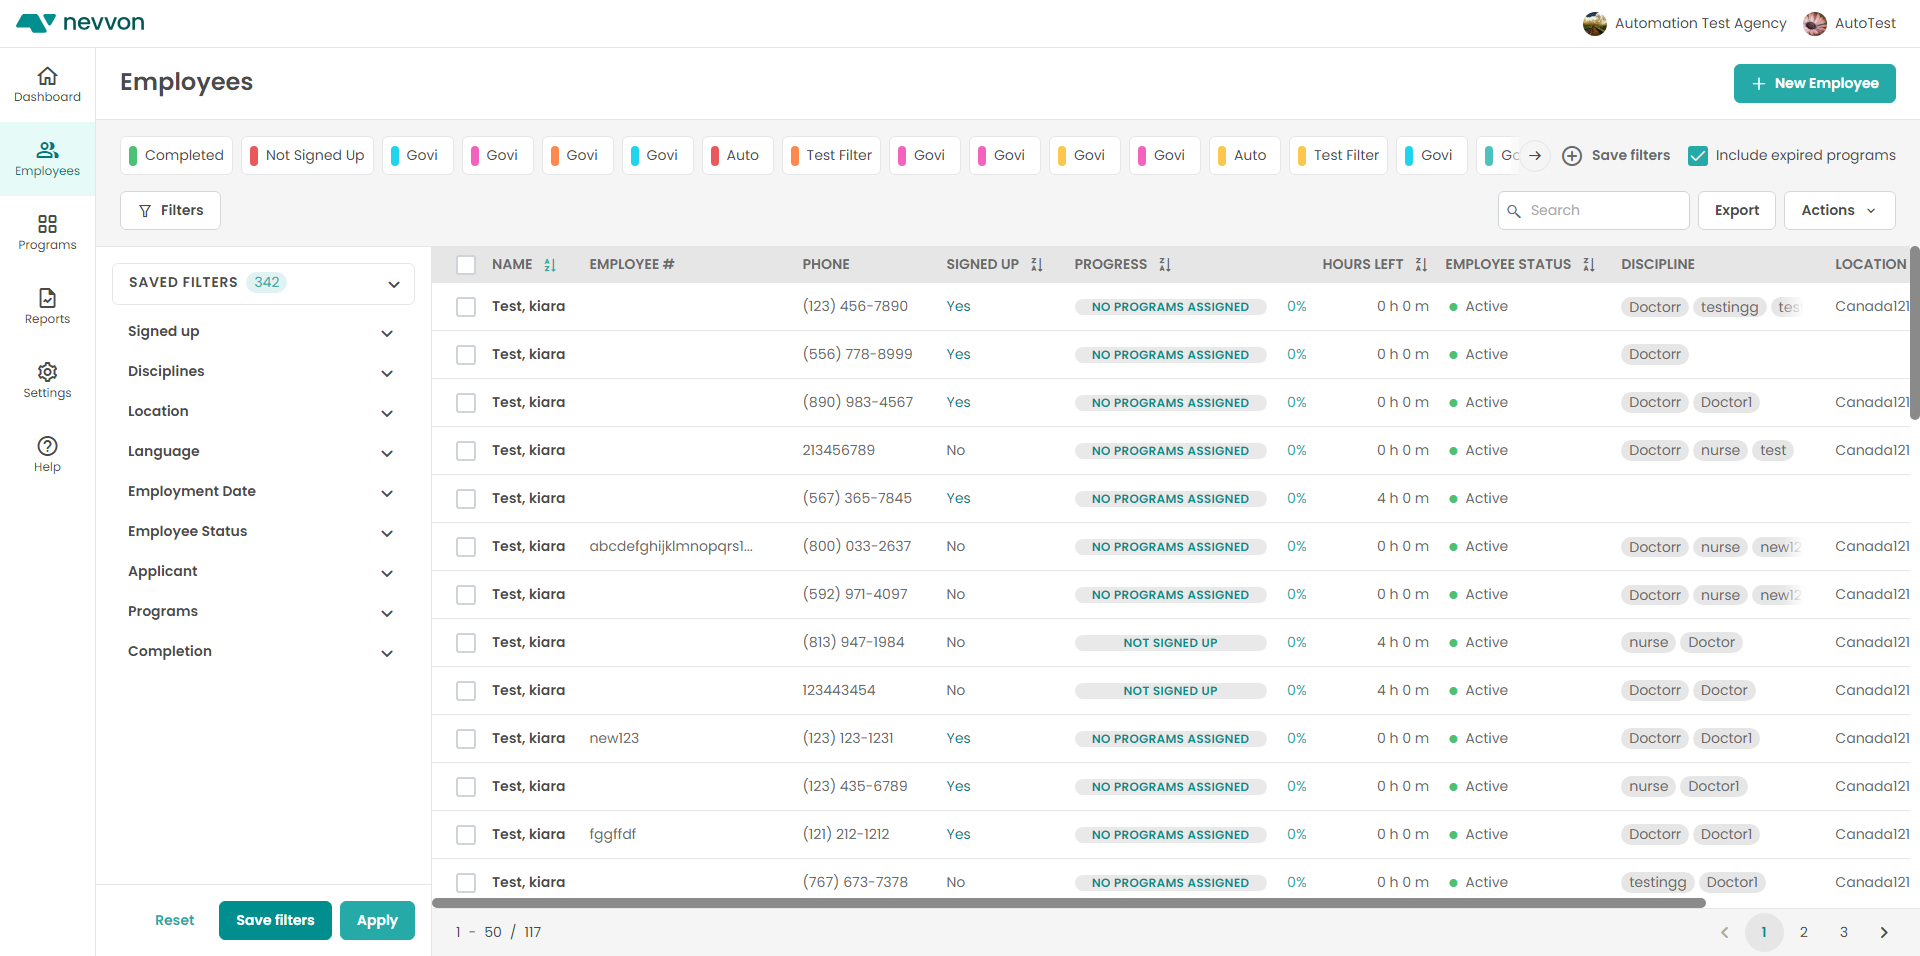 nevvon
Automation Test Agency AutoTest
Dashboard
Employees
Programs
Reports
Settings
Help
Employees
New Employee
Completed Not Signed Up Govi Govi Govi Govi Auto Test Filter Govi Govi Govi Govi Auto Test Filter Govi Save filters Include expired programs
Filters
Search
Export
Actions
SAVED FILTERS 342
Signed up
Disciplines
Location
Language
Employment Date
Employee Status
Applicant
Programs
Completion
Reset Save filters Apply
NAME EMPLOYEE # PHONE SIGNED UP PROGRESS HOURS LEFT EMPLOYEE STATUS DISCIPLINE LOCATION
Test, kiara (123) 456-7890 Yes NO PROGRAMS ASSIGNED 0% 0 h 0 m Active Doctorr testingg tes Canada121
Test, kiara (556) 778-8999 Yes NO PROGRAMS ASSIGNED 0% 0 h 0 m Active Doctorr
Test, kiara (890) 983-4567 Yes NO PROGRAMS ASSIGNED 0% 0 h 0 m Active Doctorr Doctor1 Canada121
Test, kiara 213456789 No NO PROGRAMS ASSIGNED 0% 0 h 0 m Active Doctorr nurse test Canada121
Test, kiara (567) 365-7845 Yes NO PROGRAMS ASSIGNED 0% 4 h 0 m Active
Test, kiara abcdefghijklmnopqrs1... (800) 033-2637 No NO PROGRAMS ASSIGNED 0% 0 h 0 m Active Doctorr nurse new12 Canada121
Test, kiara (592) 971-4097 No NO PROGRAMS ASSIGNED 0% 0 h 0 m Active Doctorr nurse new12 Canada121
Test, kiara (813) 947-1984 No NOT SIGNED UP 0% 4 h 0 m Active nurse Doctor Canada121
Test, kiara 123443454 No NOT SIGNED UP 0% 4 h 0 m Active Doctorr Doctor Canada121
Test, kiara new123 (123) 123-1231 Yes NO PROGRAMS ASSIGNED 0% 0 h 0 m Active Doctorr Doctor1 Canada121
Test, kiara (123) 435-6789 Yes NO PROGRAMS ASSIGNED 0% 0 h 0 m Active nurse Doctor1 Canada121
Test, kiara fggffdf (121) 212-1212 Yes NO PROGRAMS ASSIGNED 0% 0 h 0 m Active Doctorr Doctor1 Canada121
Test, kiara (767) 673-7378 No NO PROGRAMS ASSIGNED 0% 0 h 0 m Active testingg Doctor1 Canada121
1 - 50 / 117
1 2 3